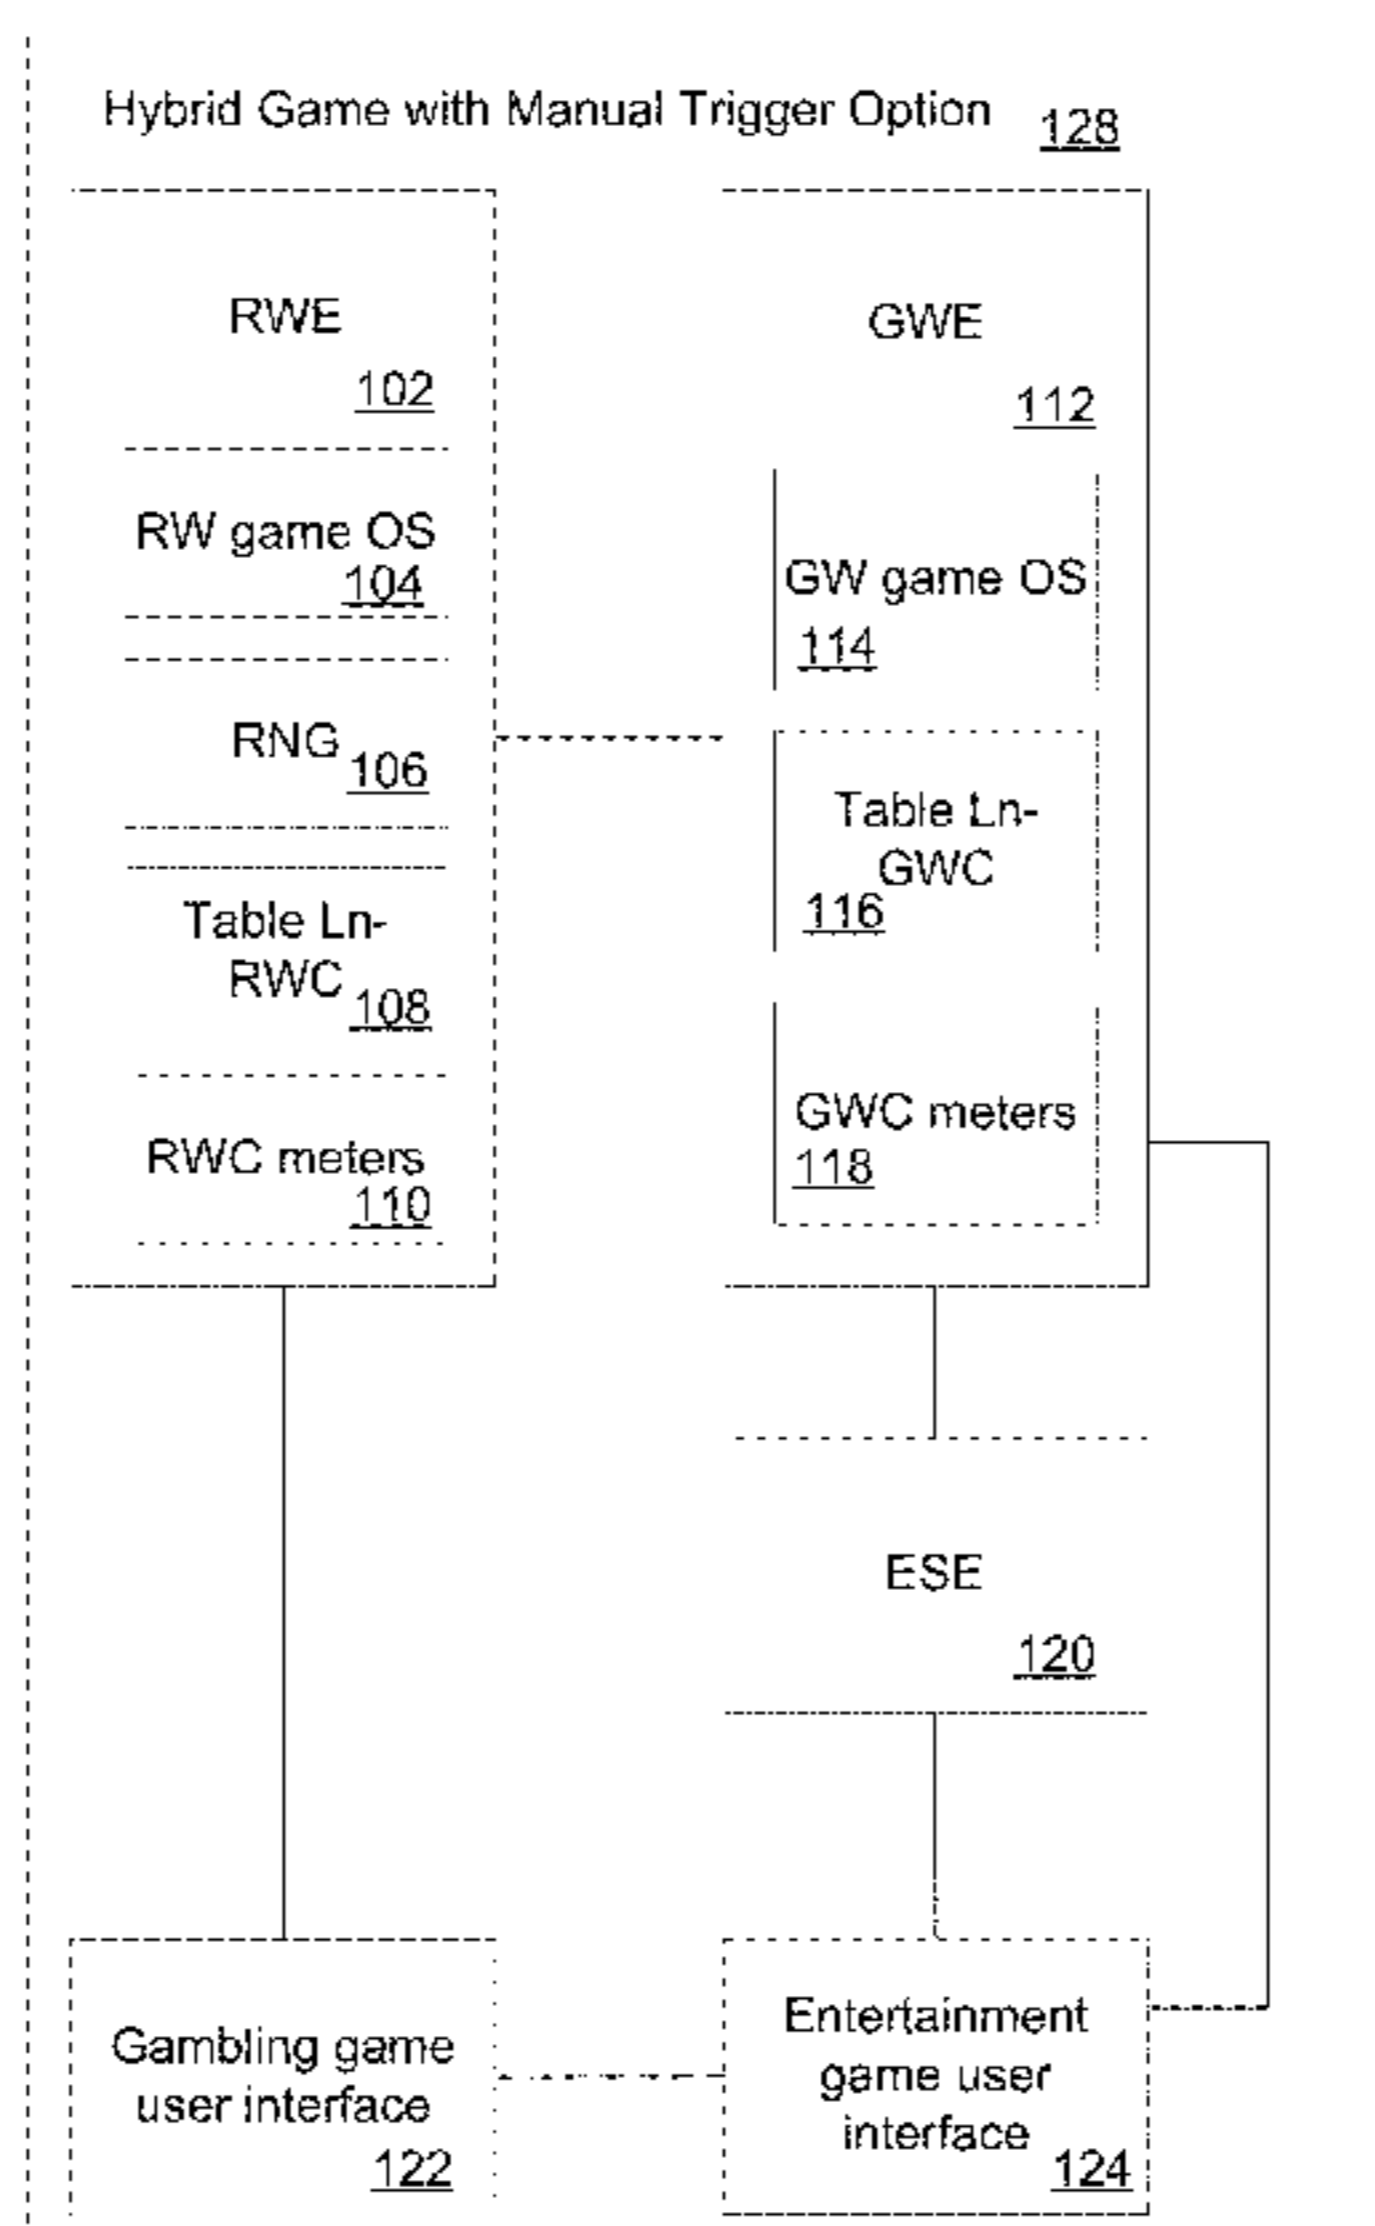 Hybrid Game with Manual Trigger Option 128
RWE
102
RW game OS
104
RNG
106
Table Ln-
RWC
108
RWC meters
110
GWE
112
GW game OS
114
Table Ln-
GWC
116
GWC meters
118
ESE
120
Gambling game
user interface
122
Entertainment
game user
interface
124